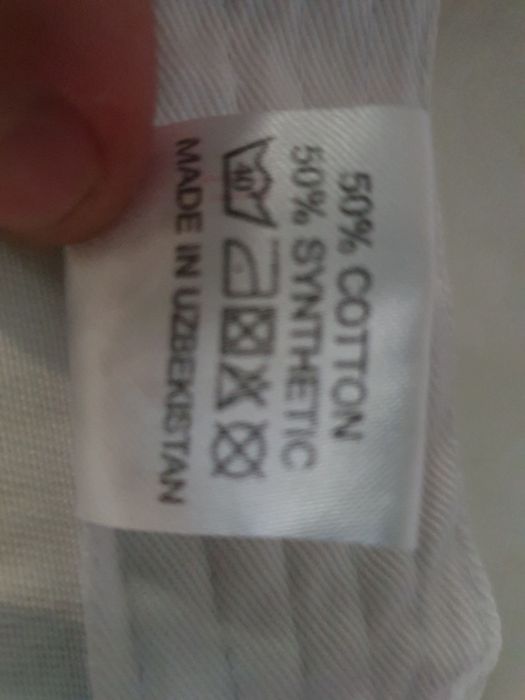 50% COTTON
50% SYNTHETIC
40
MADE IN UZBEKISTAN